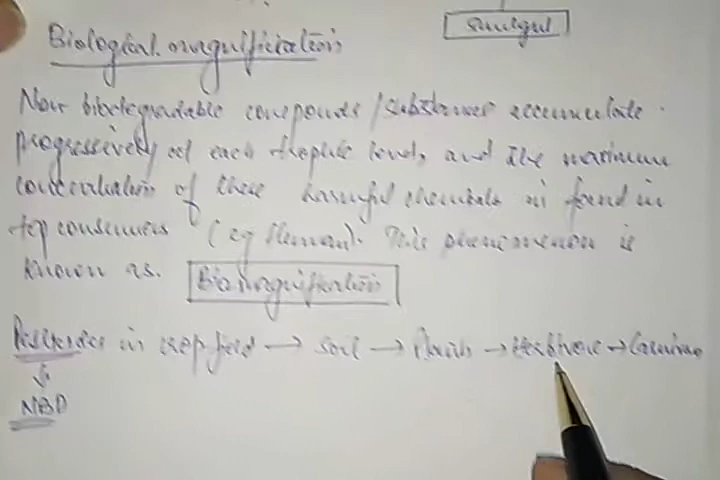 Biological magnification
Non biodegradable compounds/substances accumulate
progressively at each trophic level, and the maximum
concentration of these harmful chemicals is found in
top consumers (eg Human). This phenomenon is
known as. Biomagnification
Pesticides in crop field → soil → Plants → Herbivore → Carnivore
↓
NBD